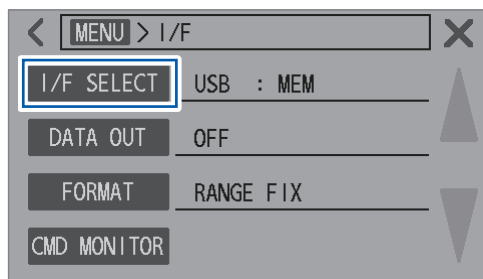 MENU > I/F
I/F SELECT USB : MEM
DATA OUT OFF
FORMAT RANGE FIX
CMD MONITOR